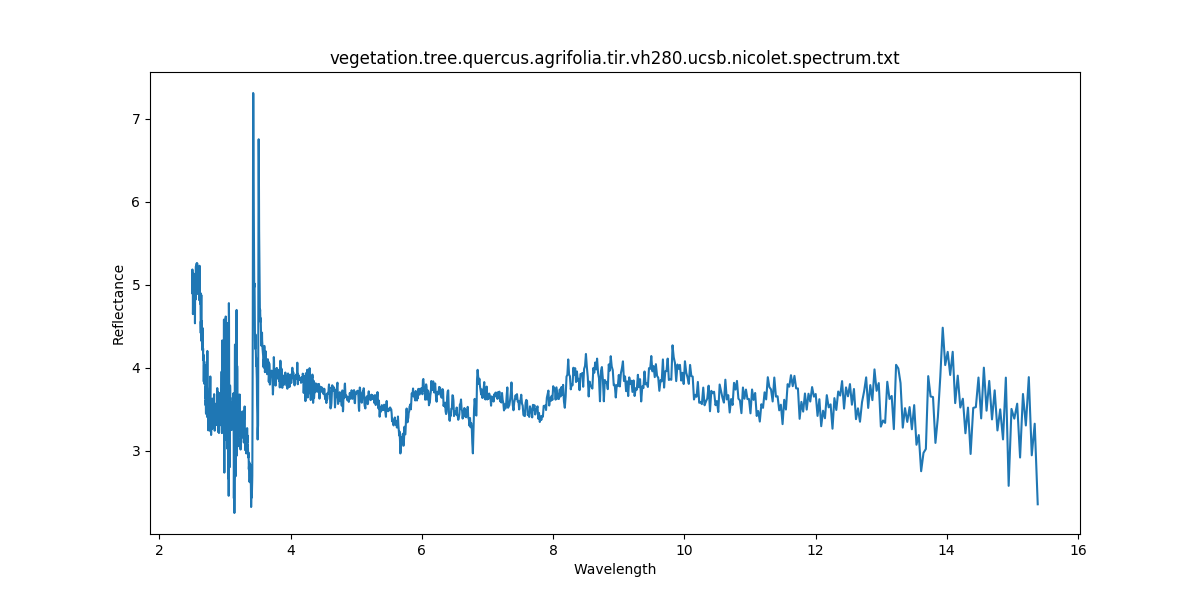 vegetation.tree.quercus.agrifolia.tir.vh280.ucsb.nicolet.spectrum.txt
7
6
5
4
3
Reflectance
2 4 6 8 10 12 14 16
Wavelength